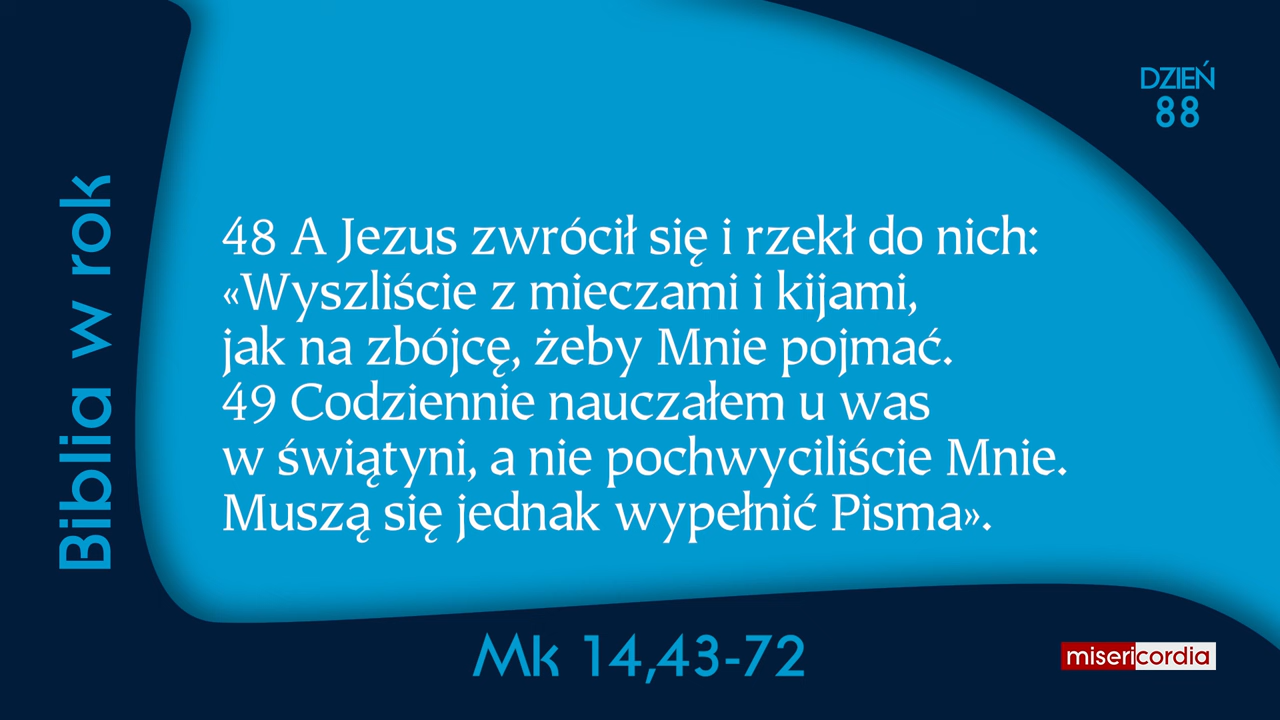 DZIEŃ
88
Biblia w rok
48 A Jezus zwrócił się i rzekł do nich:
«Wyszliście z mieczami i kijami,
jak na zbójcę, żeby Mnie pojmać.
49 Codziennie nauczałem u was
w świątyni, a nie pochwyciliście Mnie.
Muszą się jednak wypełnić Pisma».
Mk 14,43-72
misericordia